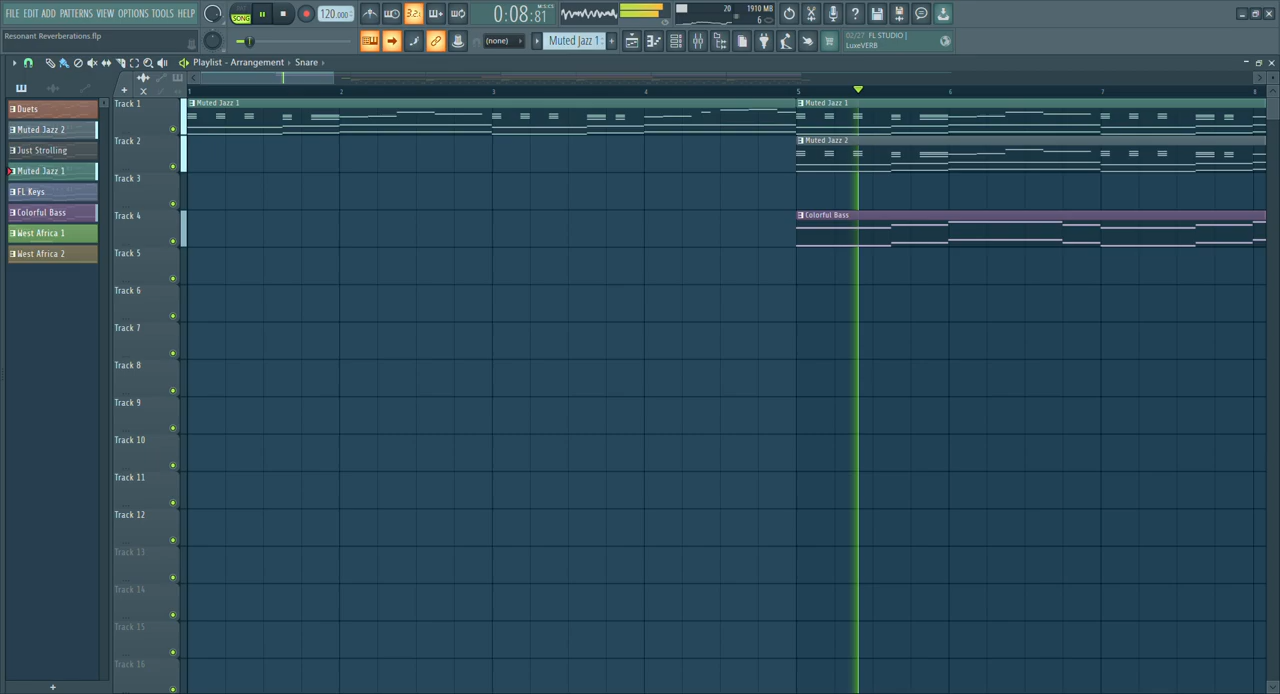 FILE EDIT ADD PATTERNS VIEW OPTIONS TOOLS HELP
SONG
120.000
3.2.1
0:08:81
M:S:CS
20
1910 MB
6
Resonant Reverberations.flp
(none)
Muted Jazz 1
02/27 FL STUDIO |
LuxeVERB
Playlist - Arrangement › Snare ›
1 2 3 4 5 6 7 8
Duets
Muted Jazz 2
Just Strolling
Muted Jazz 1
FL Keys
Colorful Bass
West Africa 1
West Africa 2
Track 1
Muted Jazz 1
Muted Jazz 1
Track 2
Muted Jazz 2
Track 3
Track 4
Colorful Bass
Track 5
Track 6
Track 7
Track 8
Track 9
Track 10
Track 11
Track 12
Track 13
Track 14
Track 15
Track 16